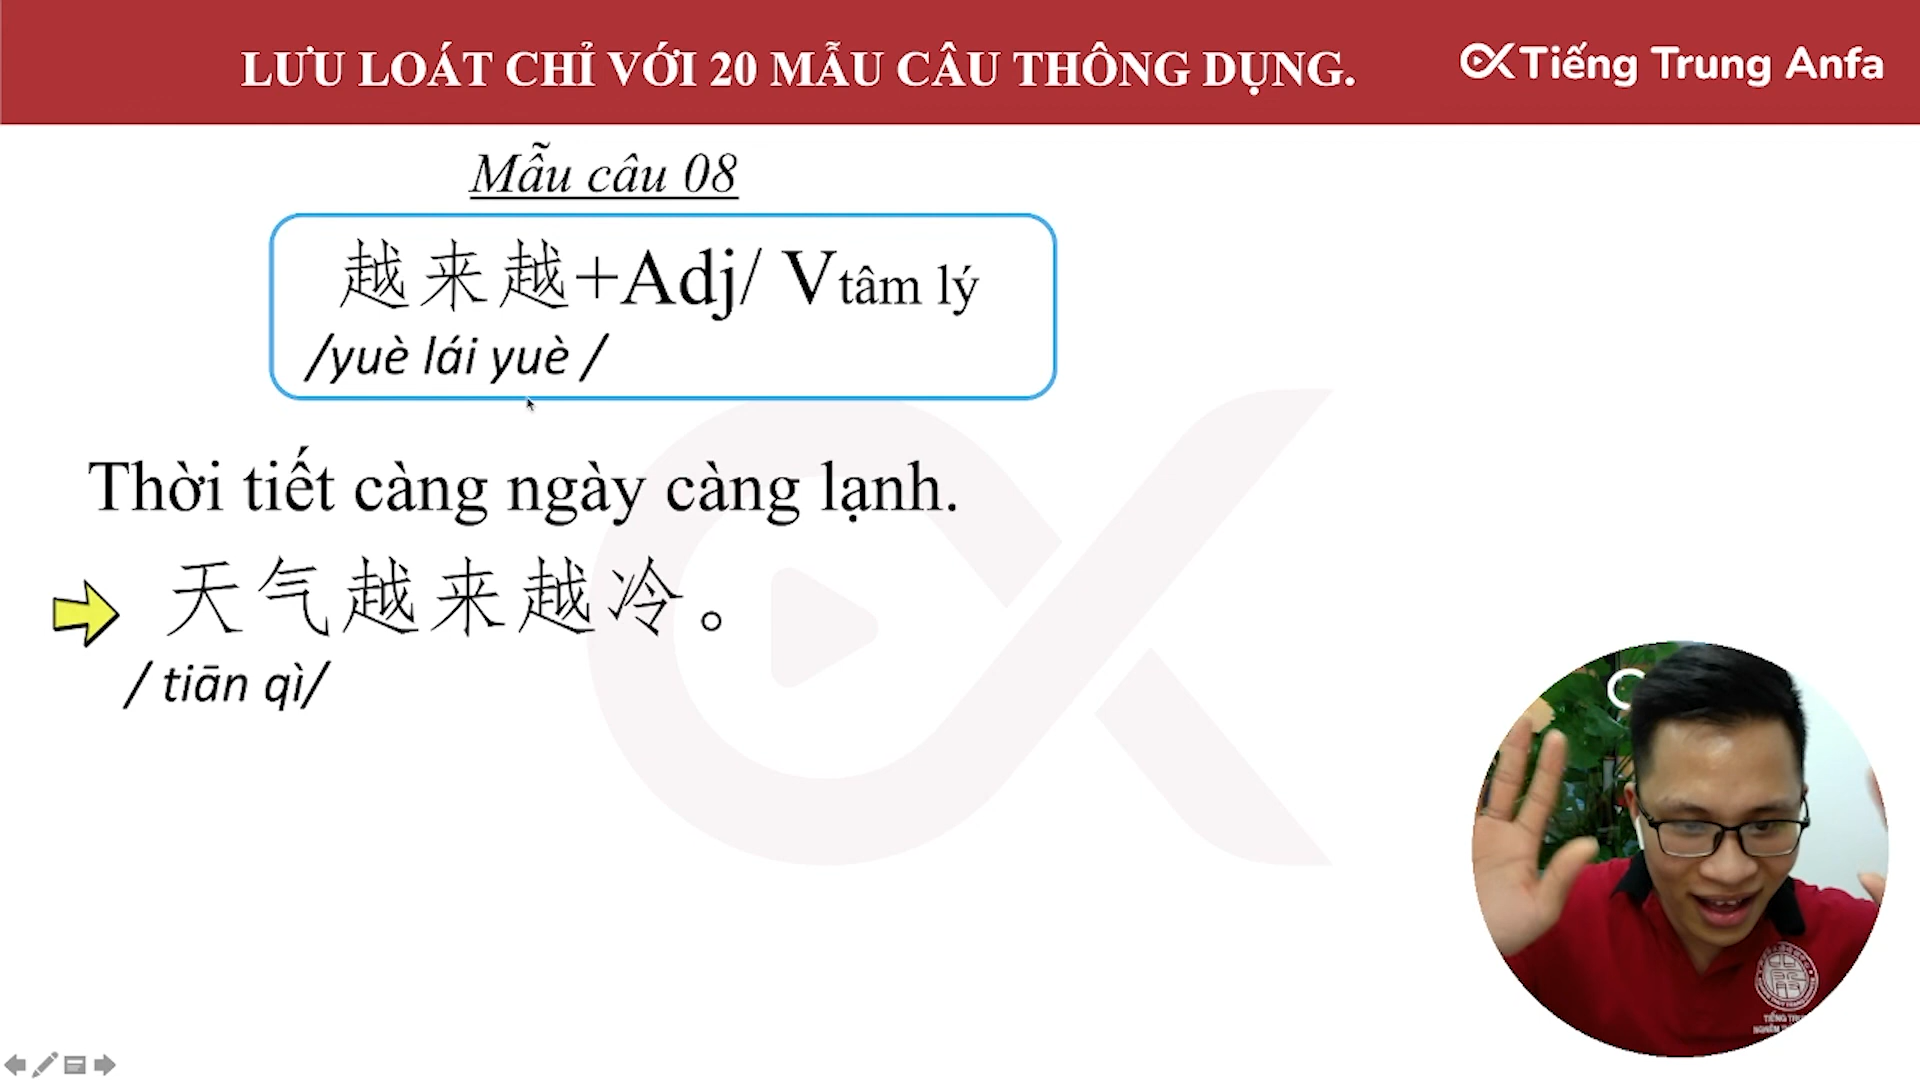 LƯU LOÁT CHỈ VỚI 20 MẪU CÂU THÔNG DỤNG.
Tiếng Trung Anfa
Mẫu câu 08
越来越+Adj/ Vtâm lý
/yuè lái yuè /
Thời tiết càng ngày càng lạnh.
天气越来越冷。
/ tiān qì/